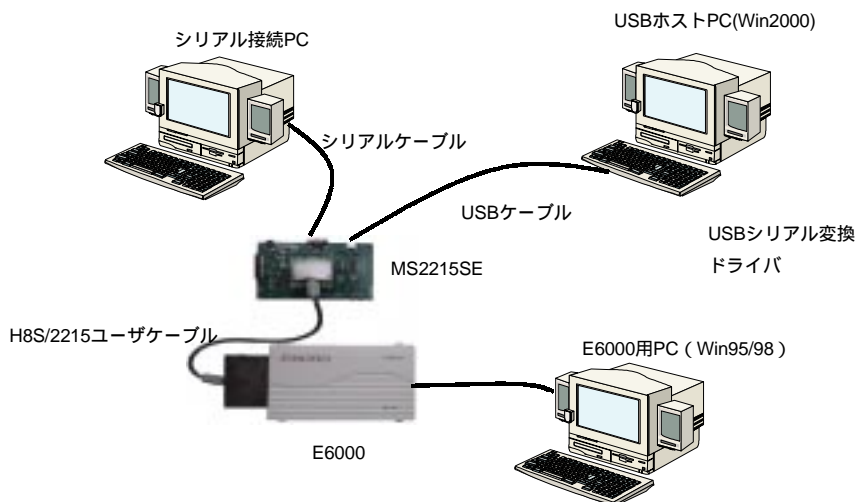 シリアル接続PC
USBホストPC(Win2000)
シリアルケーブル
USBケーブル
USBシリアル変換
ドライバ
MS2215SE
H8S/2215ユーザケーブル
E6000用PC（Win95/98）
E6000